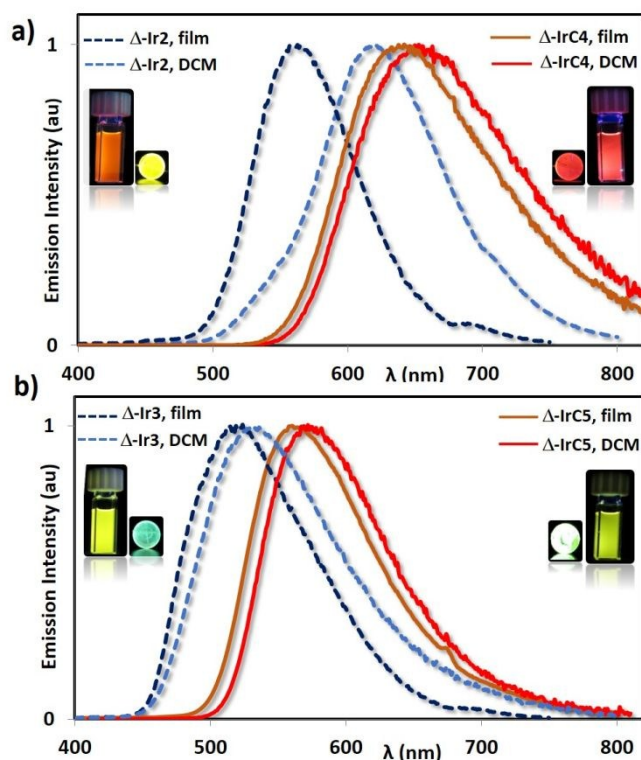 a)
1
Δ-Ir2, film
Δ-Ir2, DCM
Δ-IrC4, film
Δ-IrC4, DCM
Emission Intensity (au)
0
400
500
600
λ (nm)
700
800
b)
1
Δ-Ir3, film
Δ-Ir3, DCM
Δ-IrC5, film
Δ-IrC5, DCM
Emission Intensity (au)
0
400
500
600
λ (nm)
700
800